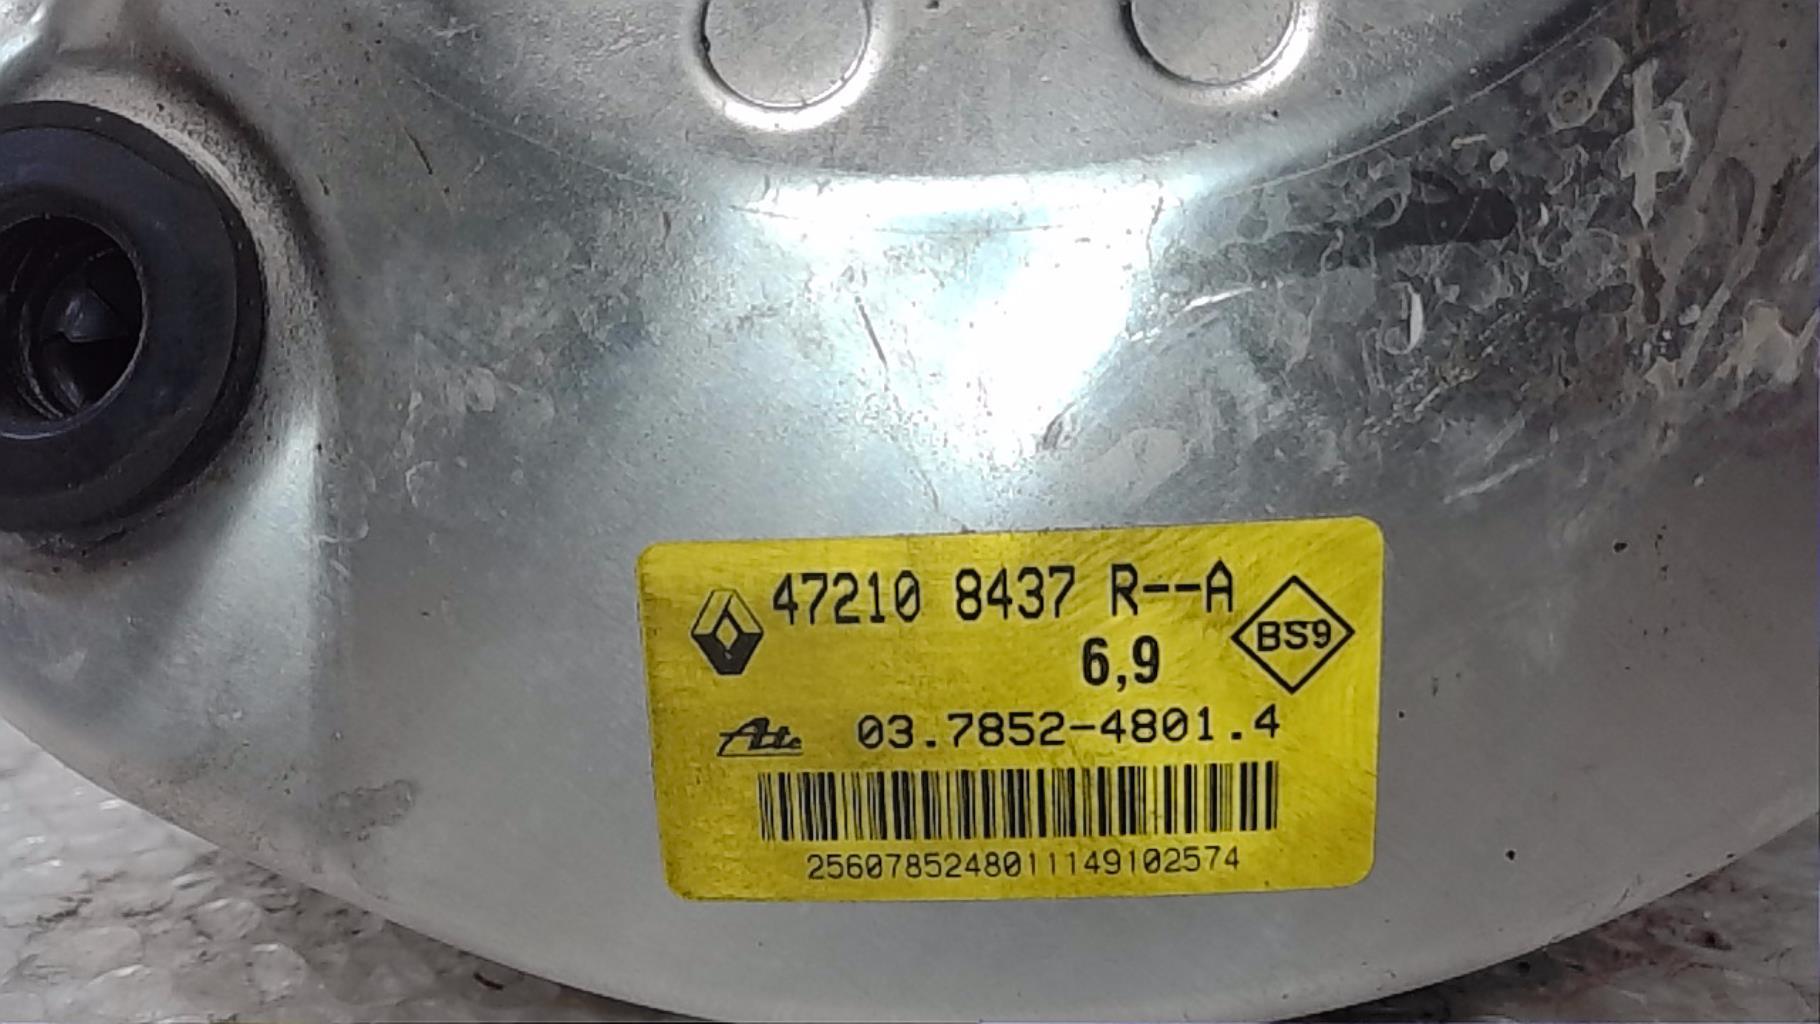 47210 8437 R--A
6,9
BS9
Ate 03.7852-4801.4
2560785248011149102574